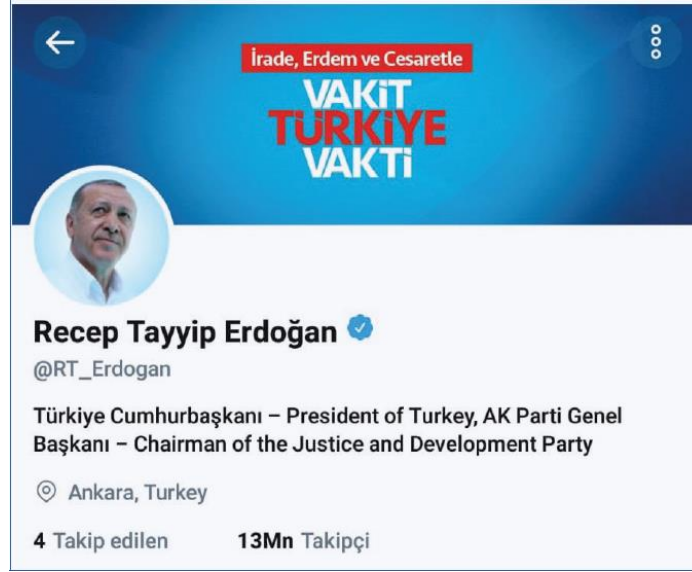 İrade, Erdem ve Cesaretle
VAKİT
TÜRKİYE
VAKTİ
Recep Tayyip Erdoğan
@RT_Erdogan
Türkiye Cumhurbaşkanı – President of Turkey, AK Parti Genel
Başkanı – Chairman of the Justice and Development Party
Ankara, Turkey
4 Takip edilen 13Mn Takipçi